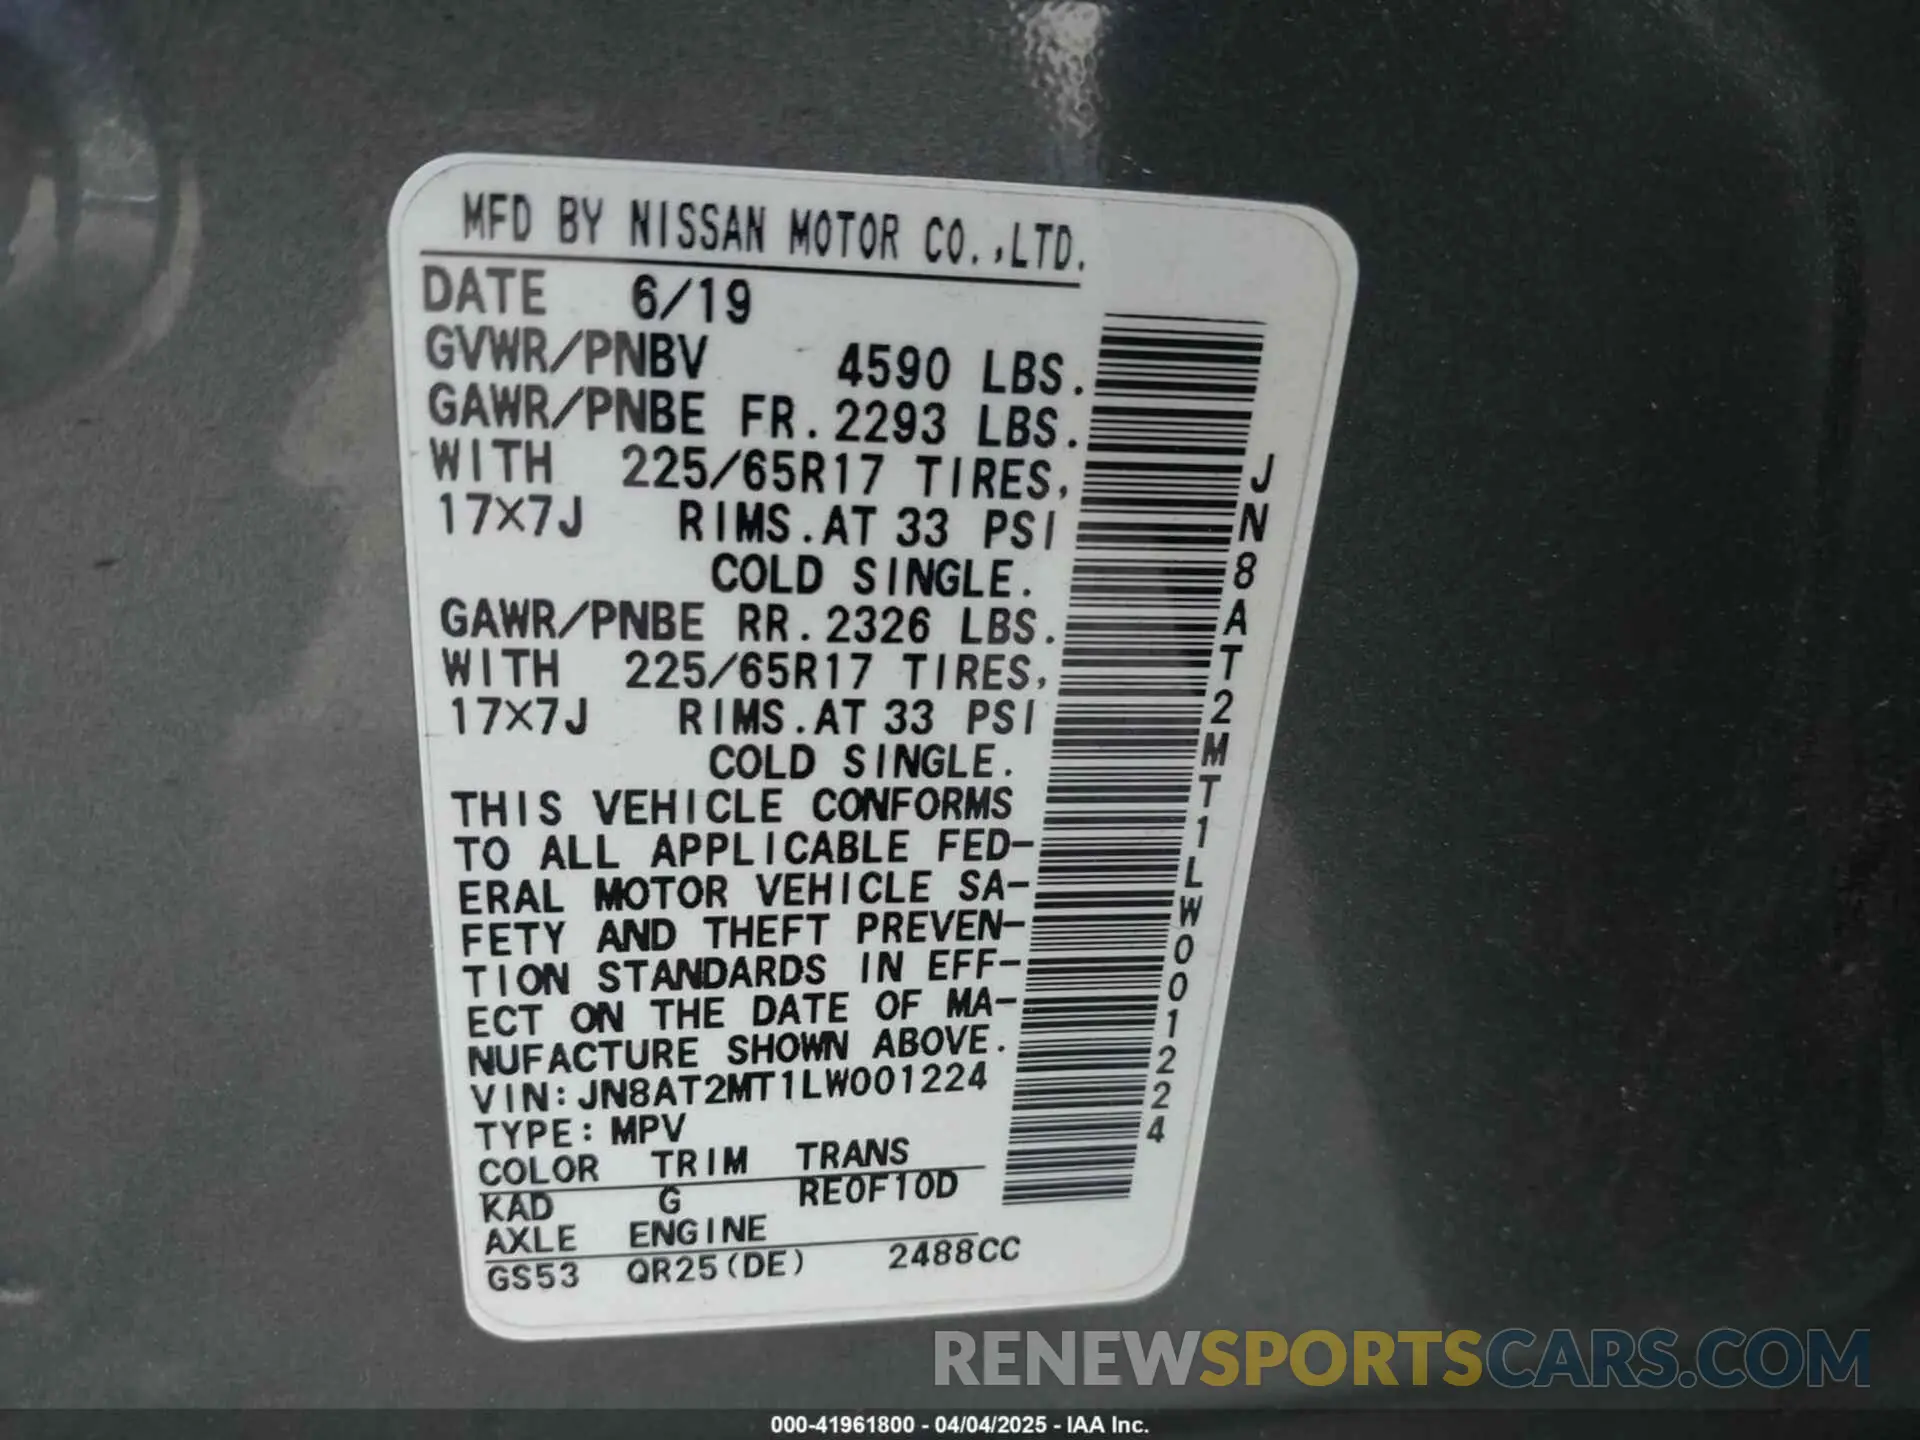 MFD BY NISSAN MOTOR CO.,LTD.
DATE 6/19
GVWR/PNBV 4590 LBS.
GAWR/PNBE FR.2293 LBS.
WITH 225/65R17 TIRES,
17X7J RIMS.AT 33 PSI
COLD SINGLE.
GAWR/PNBE RR.2326 LBS.
WITH 225/65R17 TIRES,
17X7J RIMS.AT 33 PSI
COLD SINGLE.
THIS VEHICLE CONFORMS
TO ALL APPLICABLE FED-
ERAL MOTOR VEHICLE SA-
FETY AND THEFT PREVEN-
TION STANDARDS IN EFF-
ECT ON THE DATE OF MA-
NUFACTURE SHOWN ABOVE.
VIN:JN8AT2MT1LW001224
TYPE:MPV
COLOR TRIM TRANS
KAD G RE0F10D
AXLE ENGINE
GS53 QR25(DE) 2488CC
JN8AT2MT1LW001224
RENEWSPORTSCARS.COM
000-41961800 - 04/04/2025 - IAA Inc.